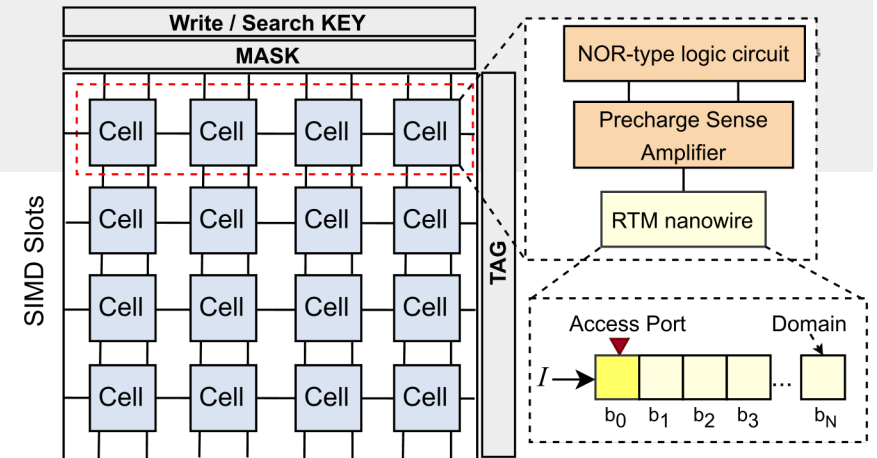 Write / Search KEY
MASK
Cell Cell Cell Cell
Cell Cell Cell Cell
Cell Cell Cell Cell
Cell Cell Cell Cell
SIMD Slots
TAG
NOR-type logic circuit
Precharge Sense
Amplifier
RTM nanowire
Access Port Domain
I ...
b0 b1 b2 b3 bN